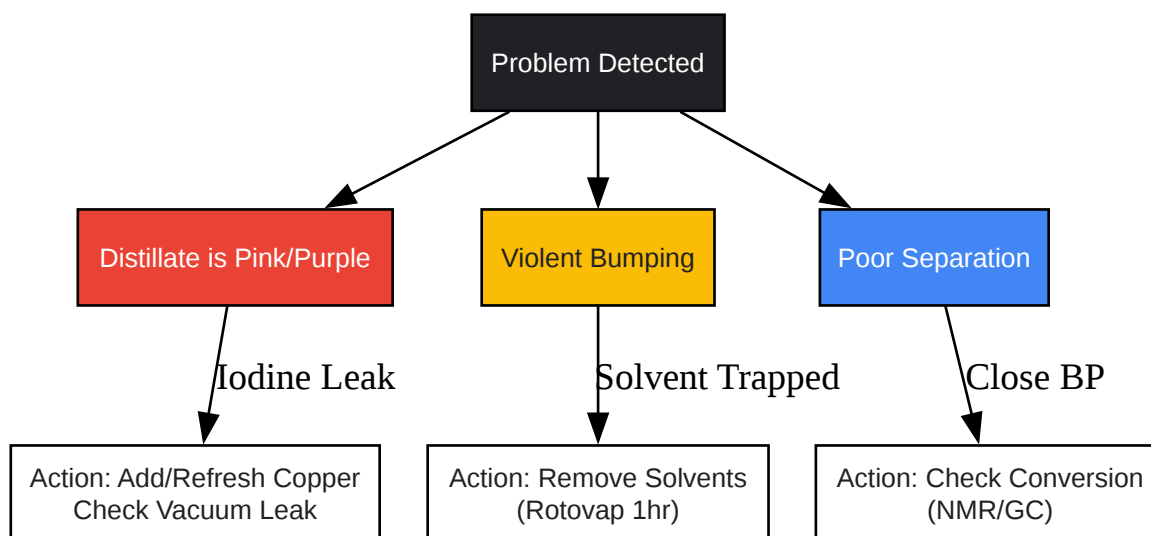 Problem Detected
Distillate is Pink/Purple
Violent Bumping
Poor Separation
Iodine Leak
Solvent Trapped
Close BP
Action: Add/Refresh Copper
Check Vacuum Leak
Action: Remove Solvents
(Rotovap 1hr)
Action: Check Conversion
(NMR/GC)